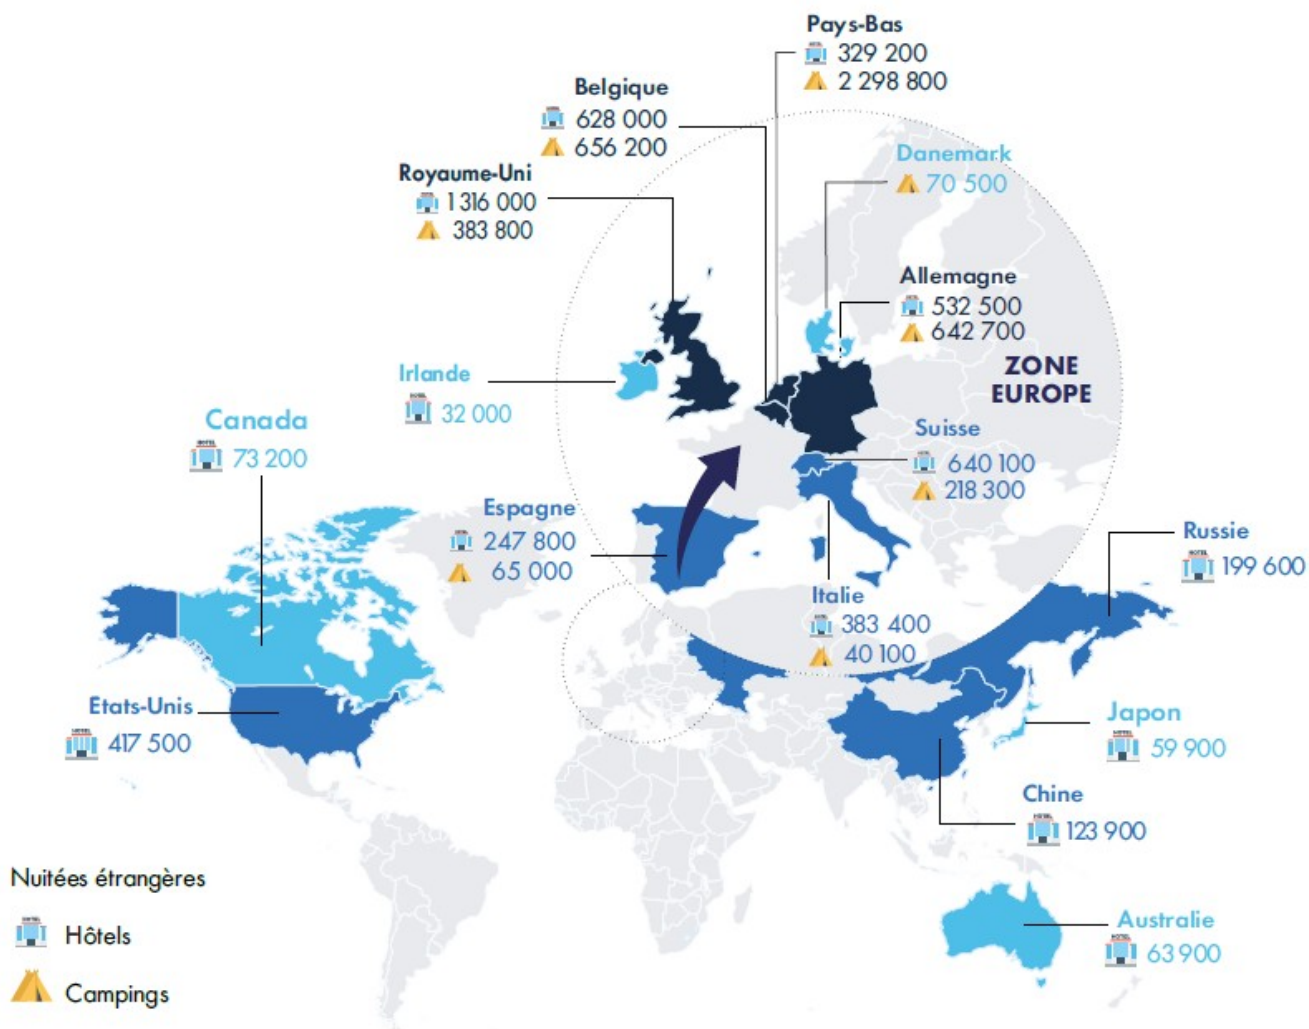 Pays-Bas
329 200
2 298 800
Belgique
628 000
656 200
Danemark
70 500
Royaume-Uni
1 316 000
383 800
Allemagne
532 500
642 700
ZONE
EUROPE
Irlande
32 000
Canada
73 200
Suisse
640 100
218 300
Espagne
247 800
65 000
Russie
199 600
Italie
383 400
40 100
Etats-Unis
417 500
Japon
59 900
Chine
123 900
Nuitées étrangères
Hôtels
Campings
Australie
63 900